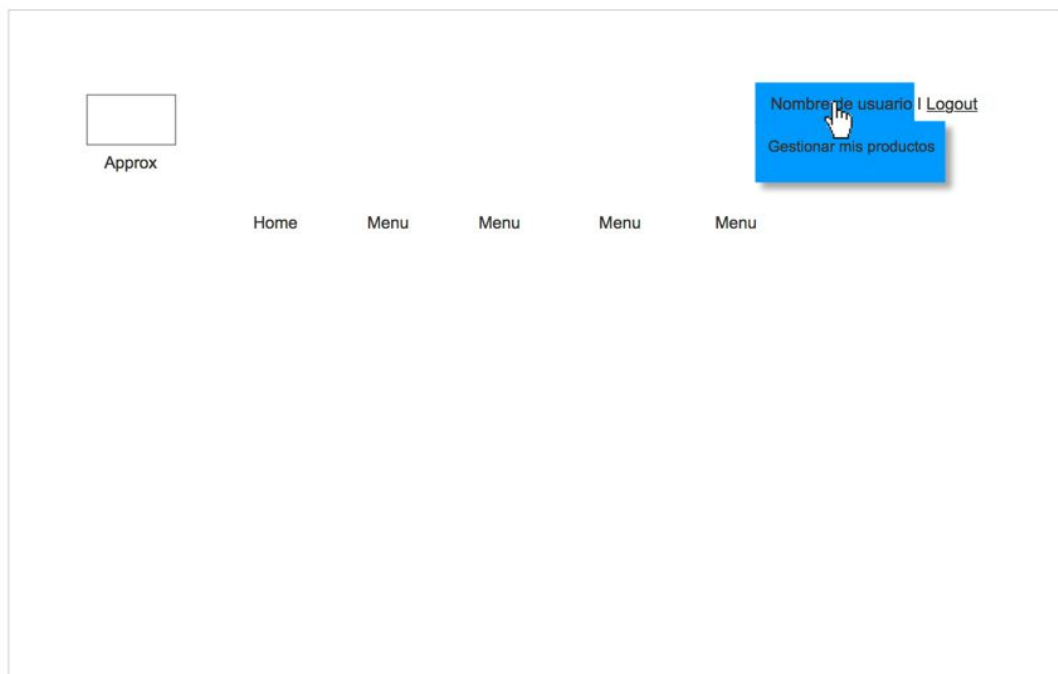 Nombre de usuario | Logout
Gestionar mis productos
Approx
Home Menu Menu Menu Menu